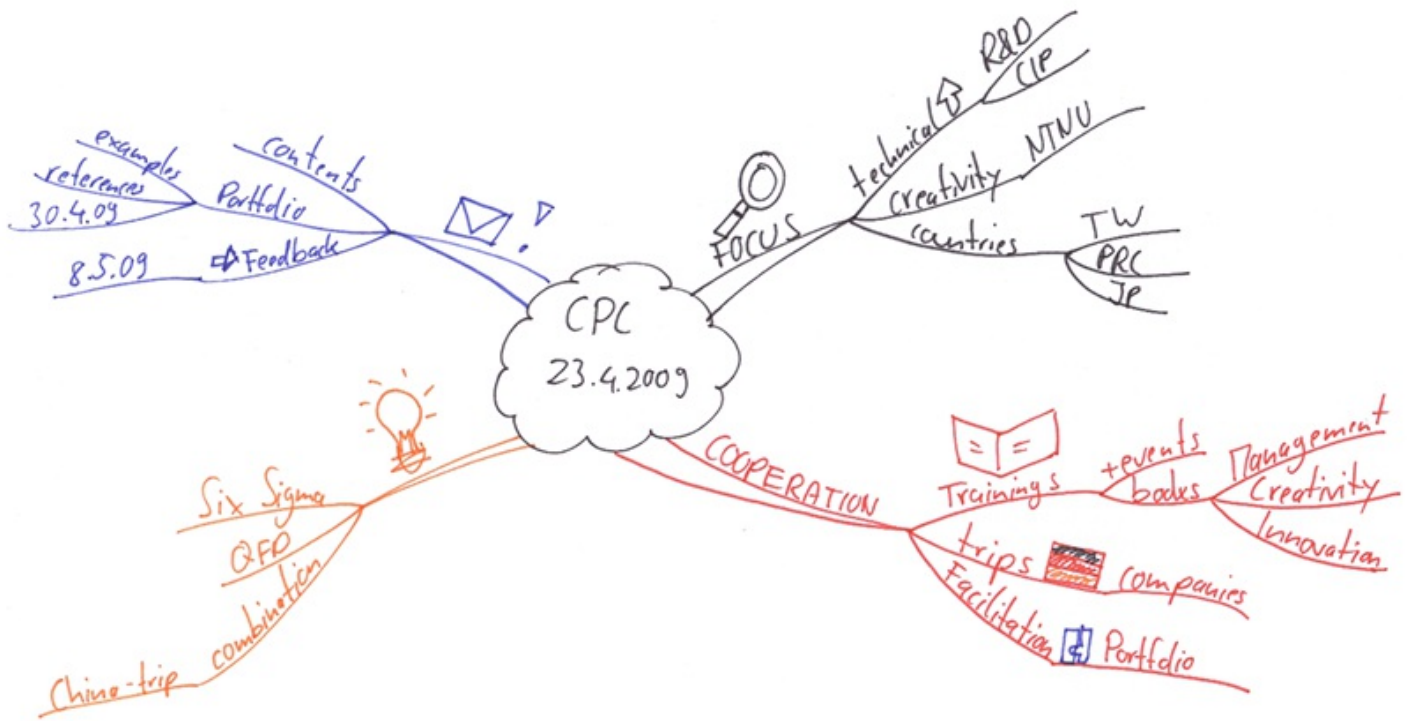 CPC
23.4.2009
FOCUS
technical
R&D
CIP
creativity
NTNU
countries
TW
PRC
JP
COOPERATION
Trainings
+events
books
Management
Creativity
Innovation
trips
companies
Facilitation
Portfolio
Six Sigma
QFD
combination
China-trip
contents
Portfolio
examples
references
30.4.09
Feedback
8.5.09